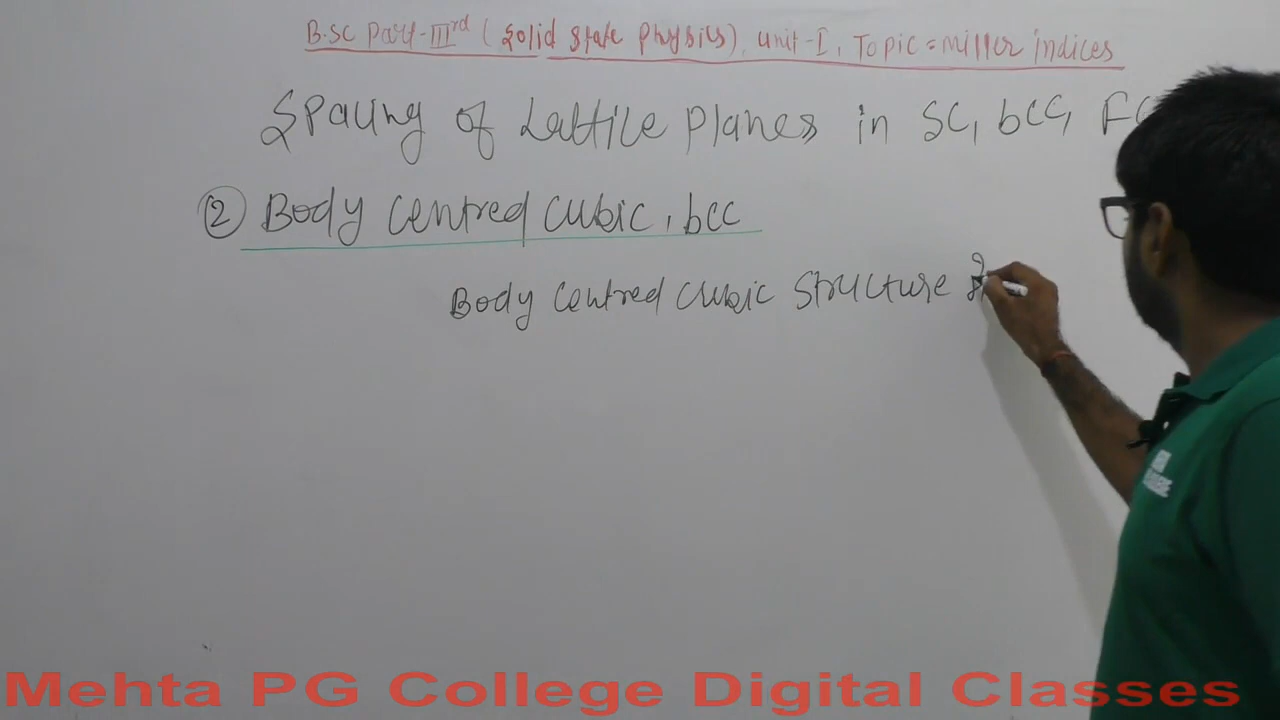 B.SC Part-IIIrd (Solid State Physics), Unit-I, Topic = Miller indices
Spacing of Lattice Planes in SC, bCC, FC
② Body Centred Cubic, bcc
Body Centred Cubic Structure
Mehta PG College Digital Classes